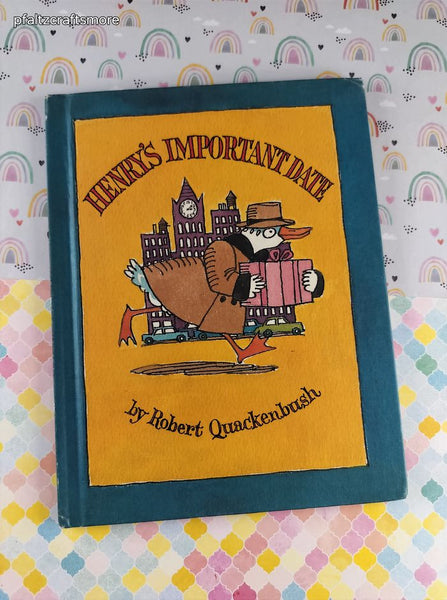 pfaltzcraftsmore
HENRY'S IMPORTANT DATE
by Robert Quackenbush